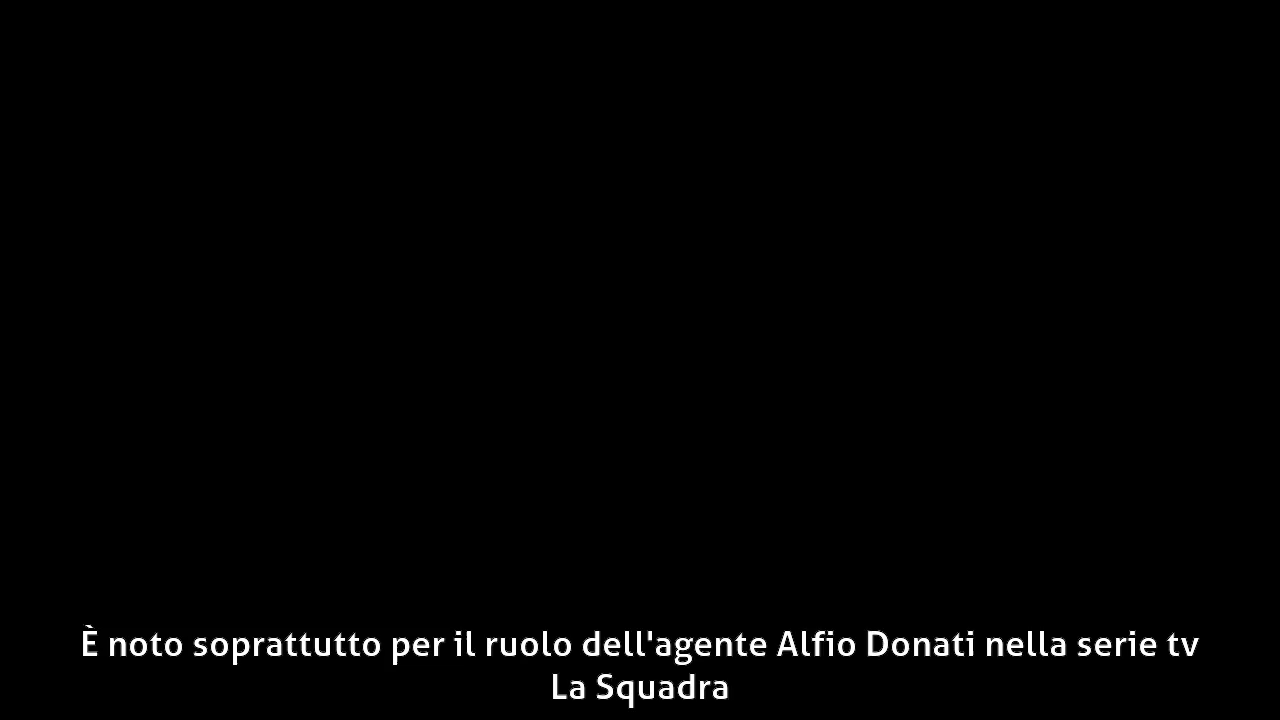 È noto soprattutto per il ruolo dell'agente Alfio Donati nella serie tv
La Squadra